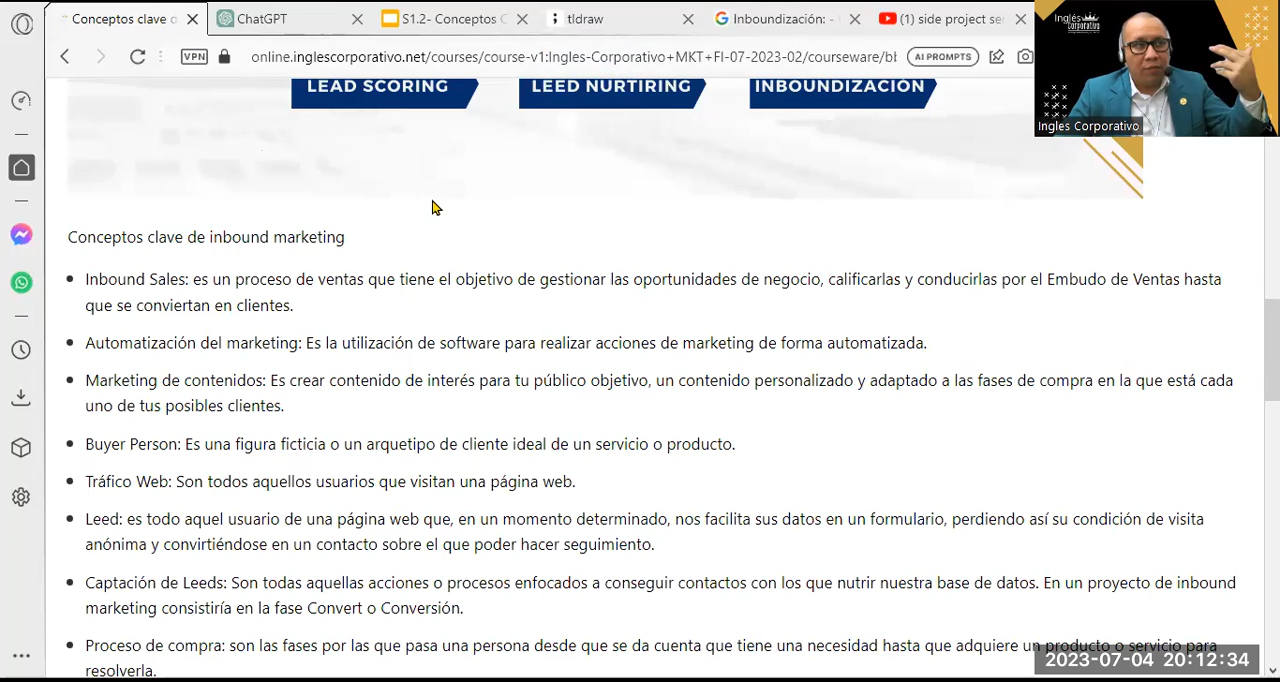 Conceptos clave d
ChatGPT
S1.2- Conceptos C
tldraw
Inboundización: -
(1) side project se
VPN
online.inglescorporativo.net/courses/course-v1:Ingles-Corporativo+MKT+FI-07-2023-02/courseware/bb
AI PROMPTS
Inglés
Corporativo
Ingles Corporativo
LEAD SCORING
LEED NURTIRING
INBOUNDIZACIÓN
Conceptos clave de inbound marketing
Inbound Sales: es un proceso de ventas que tiene el objetivo de gestionar las oportunidades de negocio, calificarlas y conducirlas por el Embudo de Ventas hasta
que se conviertan en clientes.
Automatización del marketing: Es la utilización de software para realizar acciones de marketing de forma automatizada.
Marketing de contenidos: Es crear contenido de interés para tu público objetivo, un contenido personalizado y adaptado a las fases de compra en la que está cada
uno de tus posibles clientes.
Buyer Person: Es una figura ficticia o un arquetipo de cliente ideal de un servicio o producto.
Tráfico Web: Son todos aquellos usuarios que visitan una página web.
Leed: es todo aquel usuario de una página web que, en un momento determinado, nos facilita sus datos en un formulario, perdiendo así su condición de visita
anónima y convirtiéndose en un contacto sobre el que poder hacer seguimiento.
Captación de Leeds: Son todas aquellas acciones o procesos enfocados a conseguir contactos con los que nutrir nuestra base de datos. En un proyecto de inbound
marketing consistiría en la fase Convert o Conversión.
Proceso de compra: son las fases por las que pasa una persona desde que se da cuenta que tiene una necesidad hasta que adquiere un producto o servicio para
resolverla.
2023-07-04 20:12:34